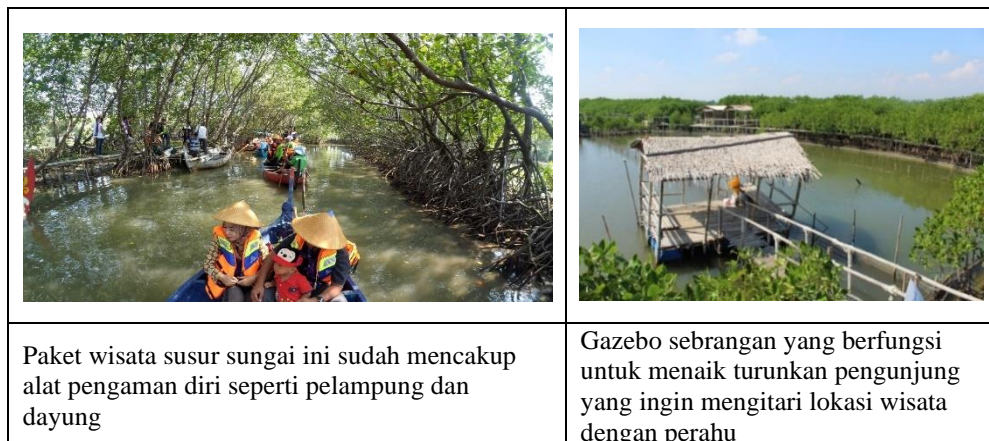 Paket wisata susur sungai ini sudah mencakup
alat pengaman diri seperti pelampung dan
dayung
Gazebo sebrangan yang berfungsi
untuk menaik turunkan pengunjung
yang ingin mengitari lokasi wisata
dengan perahu